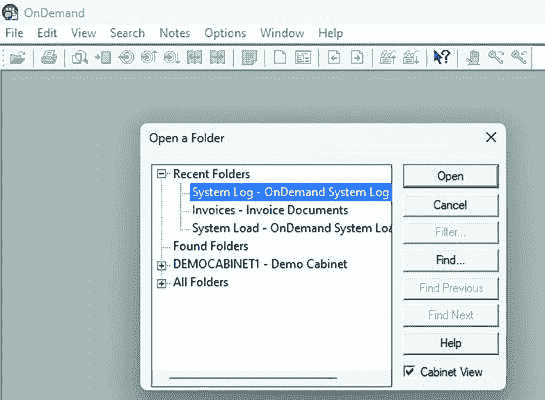 OnDemand
File Edit View Search Notes Options Window Help
Open a Folder
Recent Folders
System Log - OnDemand System Log
Invoices - Invoice Documents
System Load - OnDemand System Loa
Found Folders
DEMOCABINET1 - Demo Cabinet
All Folders
Open
Cancel
Filter...
Find...
Find Previous
Find Next
Help
Cabinet View